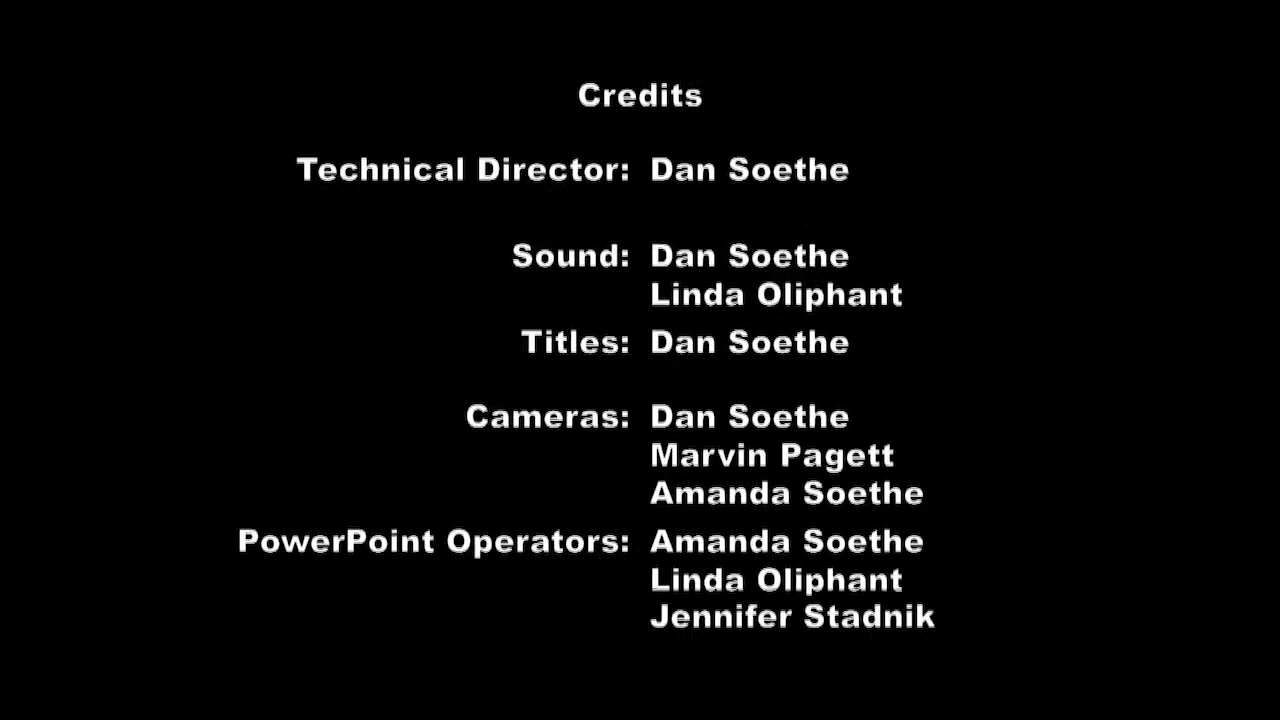 Credits
Technical Director: Dan Soethe
Sound: Dan Soethe
Linda Oliphant
Titles: Dan Soethe
Cameras: Dan Soethe
Marvin Pagett
Amanda Soethe
PowerPoint Operators: Amanda Soethe
Linda Oliphant
Jennifer Stadnik